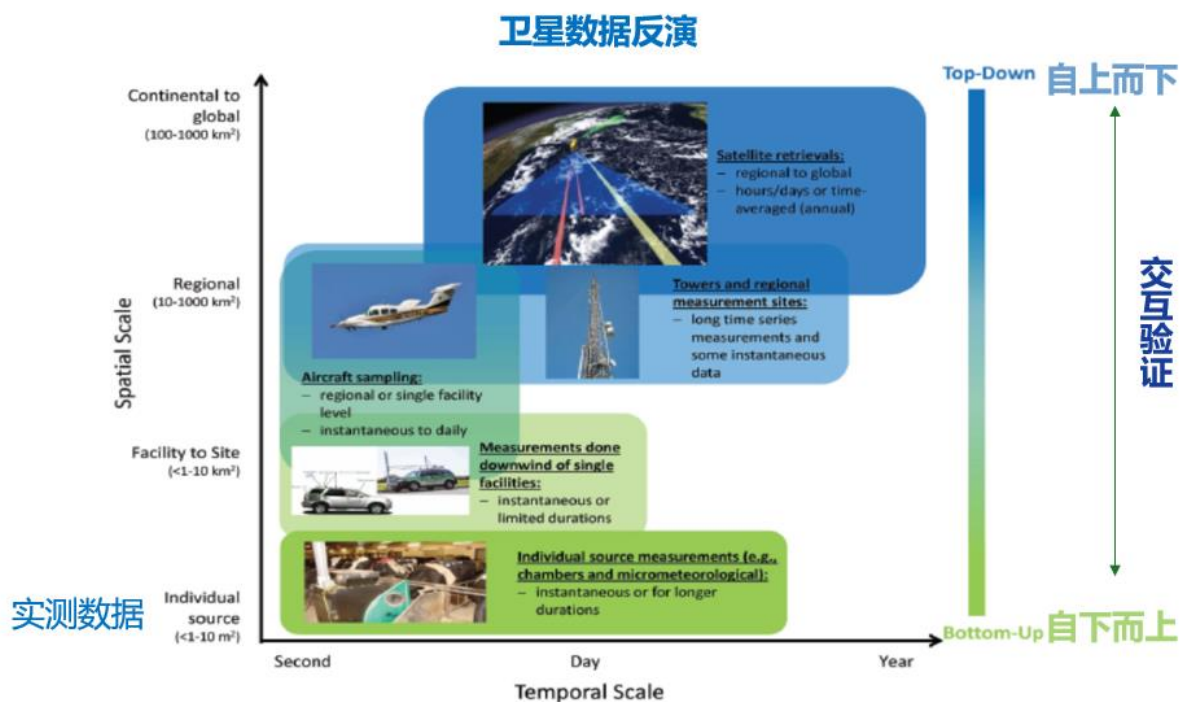 卫星数据反演
Continental to
global
(100-1000 km²)
Satellite retrievals:
– regional to global
– hours/days or time-
averaged (annual)
Top-Down
自上而下
Regional
(10-1000 km²)
Towers and regional
measurement sites:
– long time series
measurements and
some instantaneous
data
交互验证
Spatial Scale
Aircraft sampling:
– regional or single facility
level
– instantaneous to daily
Facility to Site
(<1-10 km²)
Measurements done
downwind of single
facilities:
– instantaneous or
limited durations
实测数据
Individual
source
(<1-10 m²)
Individual source measurements (e.g.,
chambers and micrometeorological):
– instantaneous or for longer
durations
Bottom-Up
自下而上
Second
Day
Year
Temporal Scale